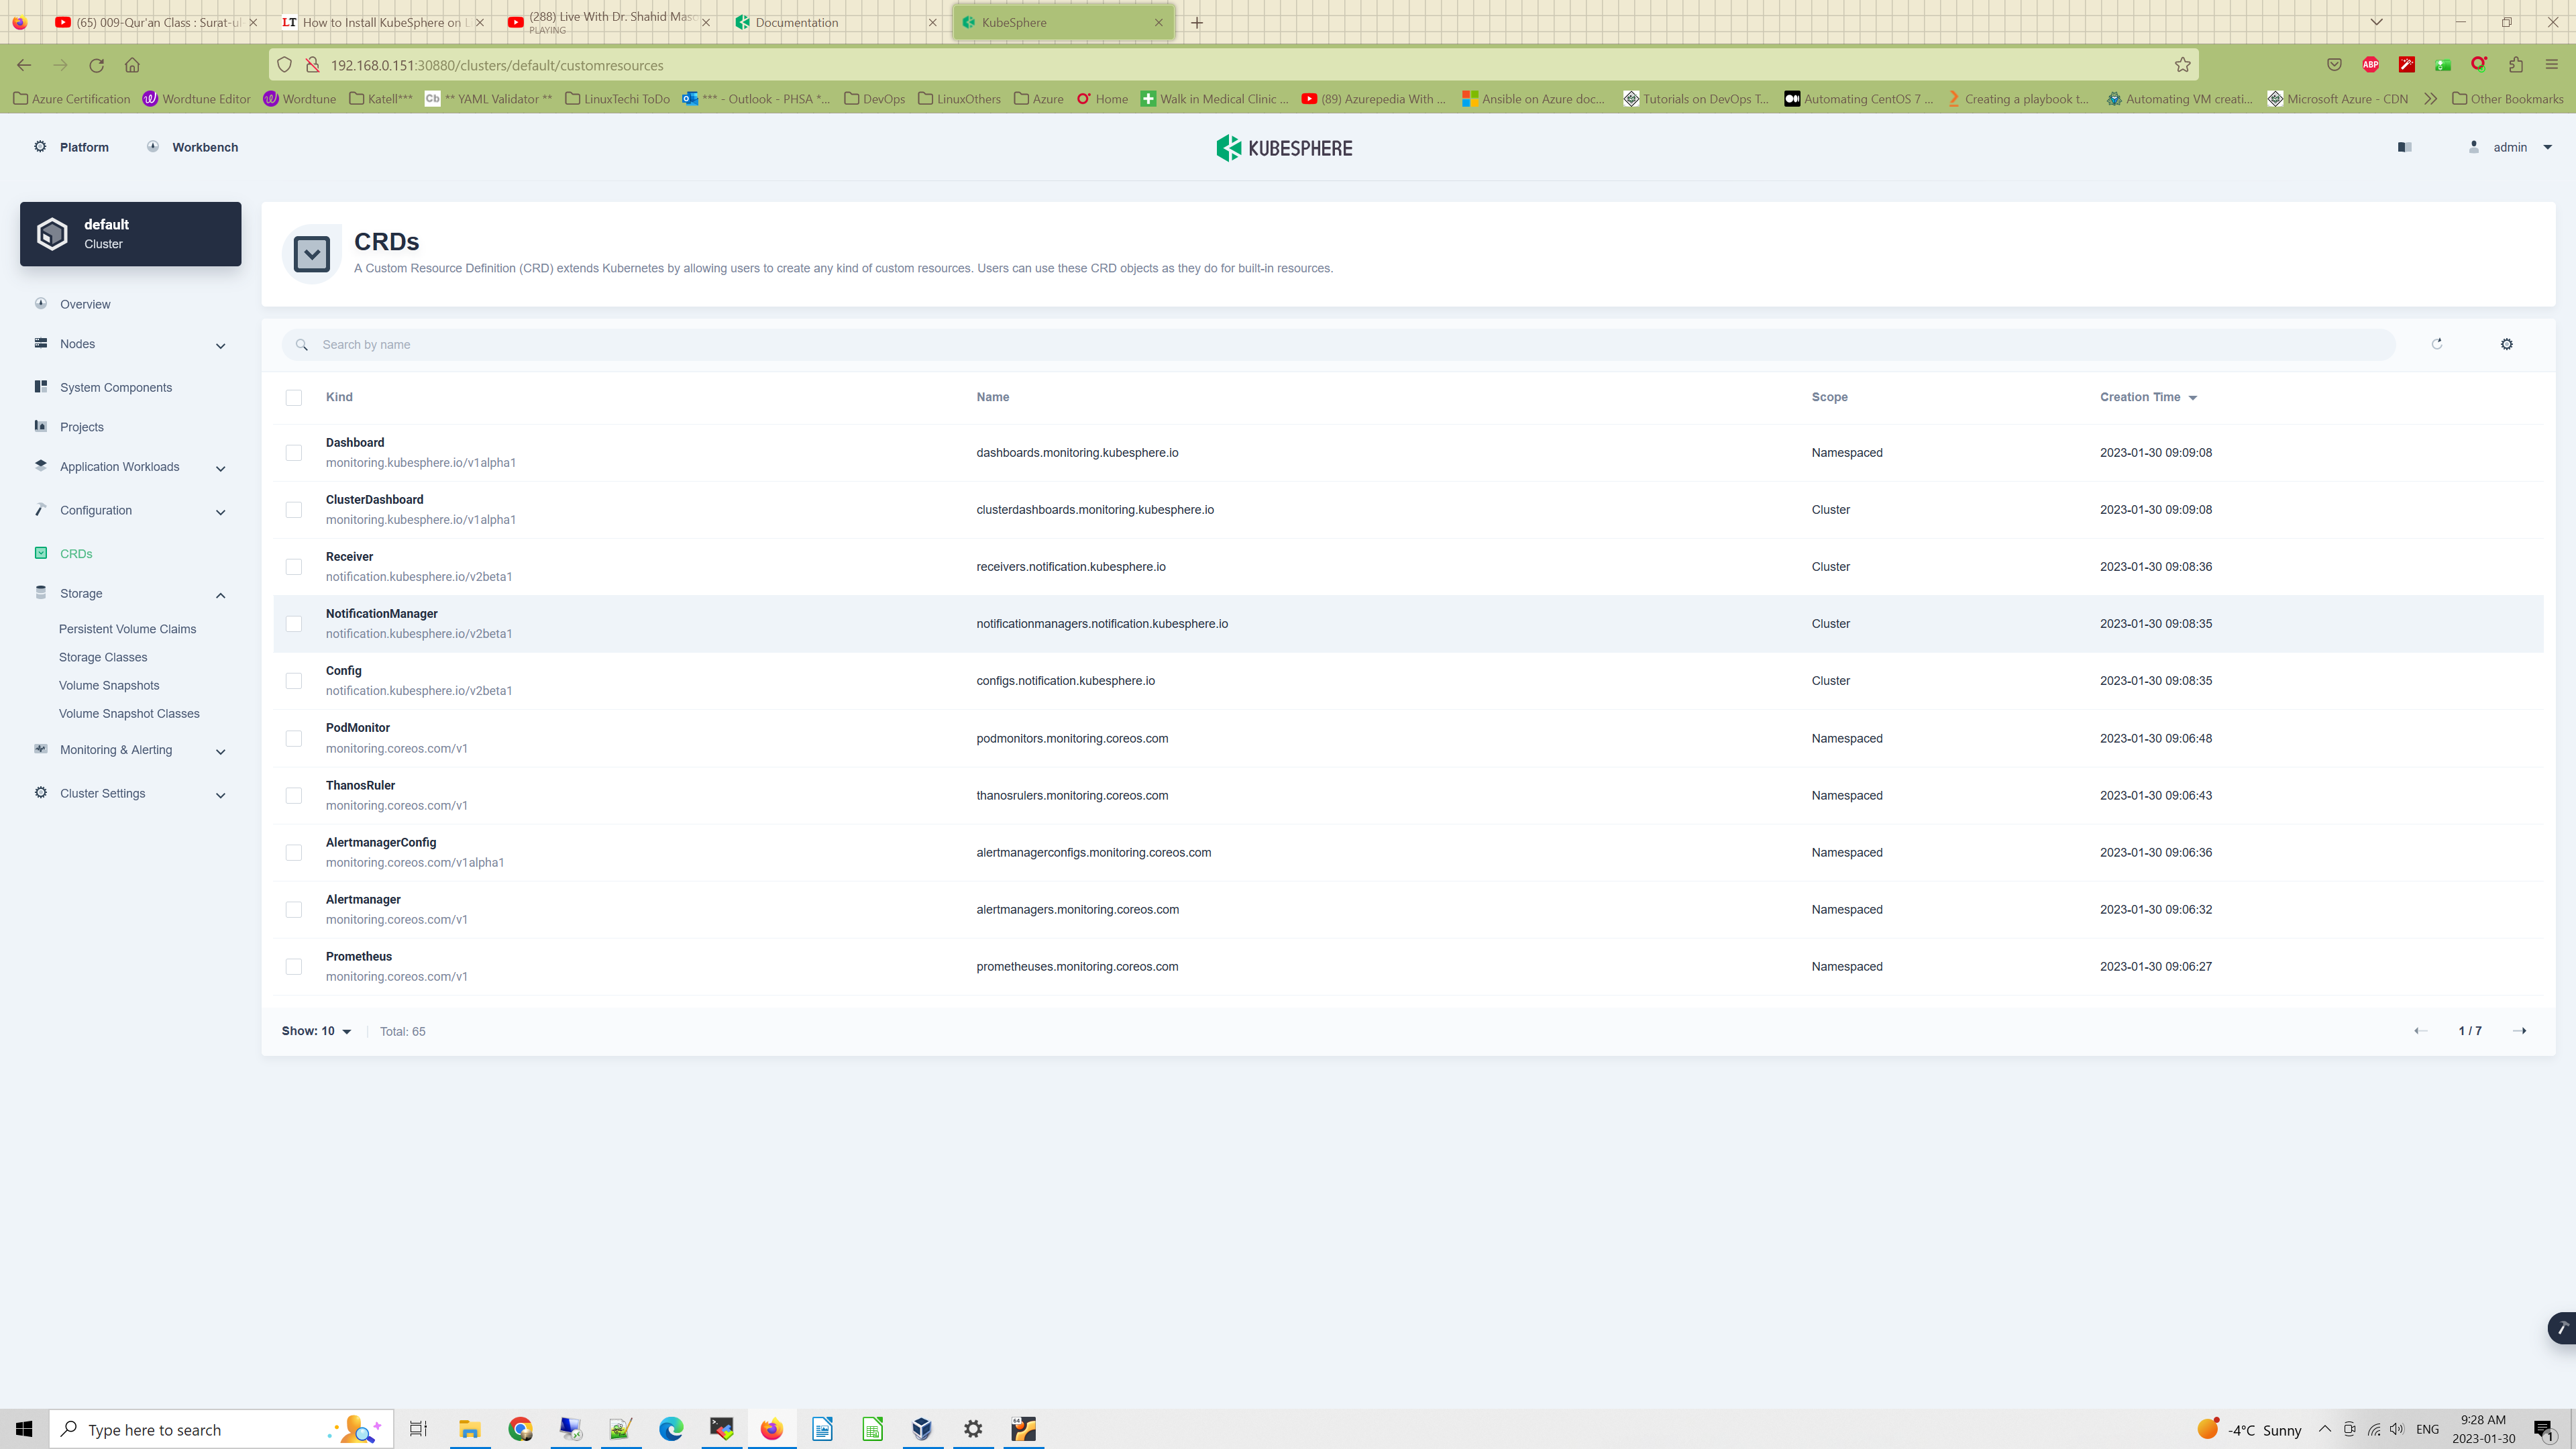 (65) 009-Qur'an Class : Surat-ul-
How to Install KubeSphere on L
(288) Live With Dr. Shahid Maso
PLAYING
Documentation
KubeSphere
192.168.0.151:30880/clusters/default/customresources
Azure Certification
Wordtune Editor
Wordtune
Katell***
** YAML Validator **
LinuxTechi ToDo
*** - Outlook - PHSA *...
DevOps
LinuxOthers
Azure
Home
Walk in Medical Clinic ...
(89) Azurepedia With ...
Ansible on Azure doc...
Tutorials on DevOps T...
Automating CentOS 7 ...
Creating a playbook t...
Automating VM creati...
Microsoft Azure - CDN
Other Bookmarks
Platform
Workbench
KUBESPHERE
admin
default
Cluster
Overview
Nodes
System Components
Projects
Application Workloads
Configuration
CRDs
Storage
Persistent Volume Claims
Storage Classes
Volume Snapshots
Volume Snapshot Classes
Monitoring & Alerting
Cluster Settings
CRDs
A Custom Resource Definition (CRD) extends Kubernetes by allowing users to create any kind of custom resources. Users can use these CRD objects as they do for built-in resources.
Search by name
Kind Name Scope Creation Time
Dashboard
monitoring.kubesphere.io/v1alpha1
dashboards.monitoring.kubesphere.io Namespaced 2023-01-30 09:09:08
ClusterDashboard
monitoring.kubesphere.io/v1alpha1
clusterdashboards.monitoring.kubesphere.io Cluster 2023-01-30 09:09:08
Receiver
notification.kubesphere.io/v2beta1
receivers.notification.kubesphere.io Cluster 2023-01-30 09:08:36
NotificationManager
notification.kubesphere.io/v2beta1
notificationmanagers.notification.kubesphere.io Cluster 2023-01-30 09:08:35
Config
notification.kubesphere.io/v2beta1
configs.notification.kubesphere.io Cluster 2023-01-30 09:08:35
PodMonitor
monitoring.coreos.com/v1
podmonitors.monitoring.coreos.com Namespaced 2023-01-30 09:06:48
ThanosRuler
monitoring.coreos.com/v1
thanosrulers.monitoring.coreos.com Namespaced 2023-01-30 09:06:43
AlertmanagerConfig
monitoring.coreos.com/v1alpha1
alertmanagerconfigs.monitoring.coreos.com Namespaced 2023-01-30 09:06:36
Alertmanager
monitoring.coreos.com/v1
alertmanagers.monitoring.coreos.com Namespaced 2023-01-30 09:06:32
Prometheus
monitoring.coreos.com/v1
prometheuses.monitoring.coreos.com Namespaced 2023-01-30 09:06:27
Show: 10
Total: 65
1 / 7
Type here to search
-4°C Sunny
ENG
9:28 AM
2023-01-30
1